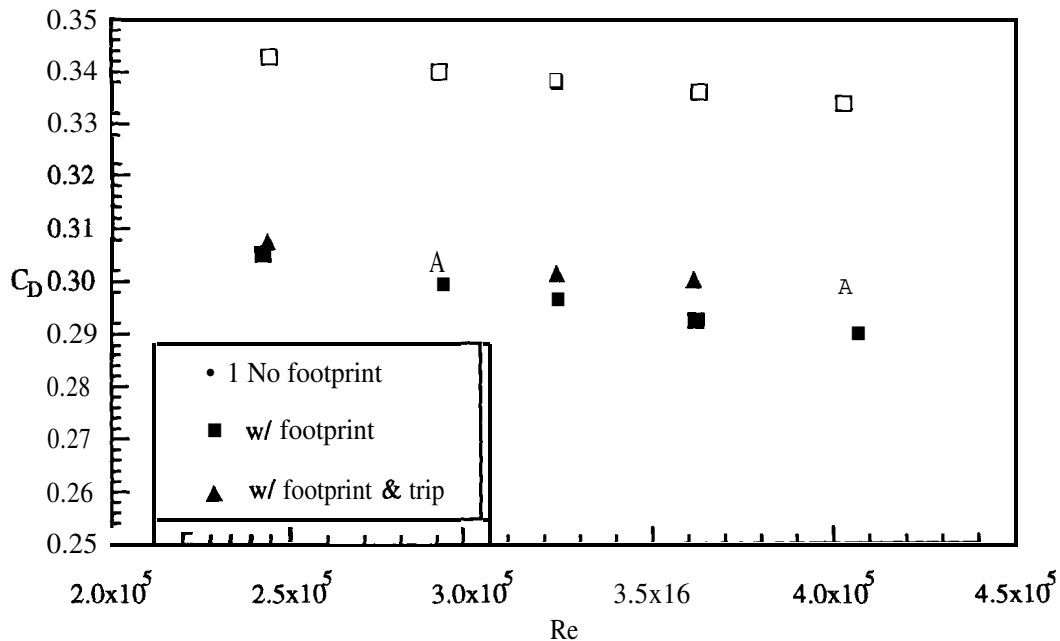 0.35
0.34
0.33
0.32
0.31
C_D 0.30
0.29
0.28
0.27
0.26
0.25
A
A
• 1 No footprint
■ w/ footprint
▲ w/ footprint & trip
2.0x10^5 2.5x10^5 3.0x10^5 3.5x16 4.0x10^5 4.5x10^5
Re